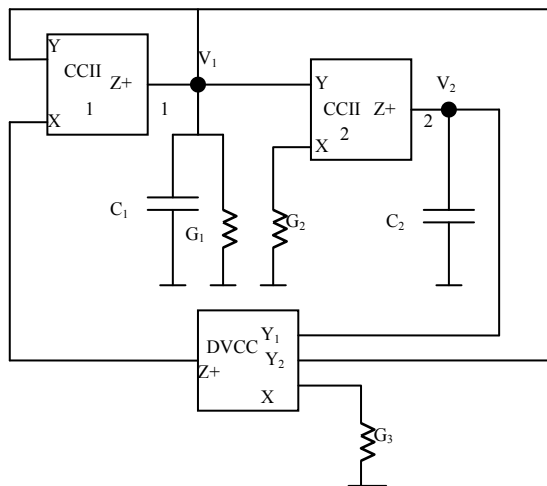 Y
CCII
Z+
1
X
1
V1
Y
CCII
Z+
2
X
2
V2
C1
G1
G2
C2
DVCC
Y1
Y2
Z+
X
G3